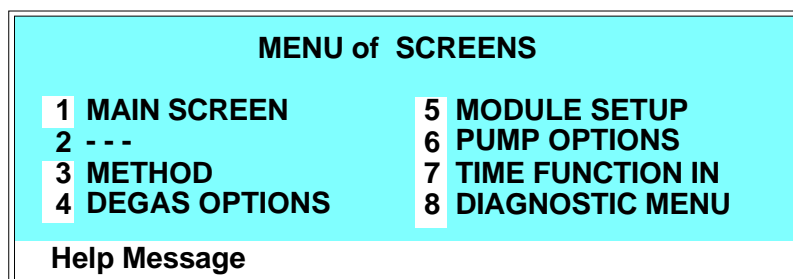 MENU of SCREENS
1 MAIN SCREEN
2 - - -
3 METHOD
4 DEGAS OPTIONS
5 MODULE SETUP
6 PUMP OPTIONS
7 TIME FUNCTION IN
8 DIAGNOSTIC MENU
Help Message